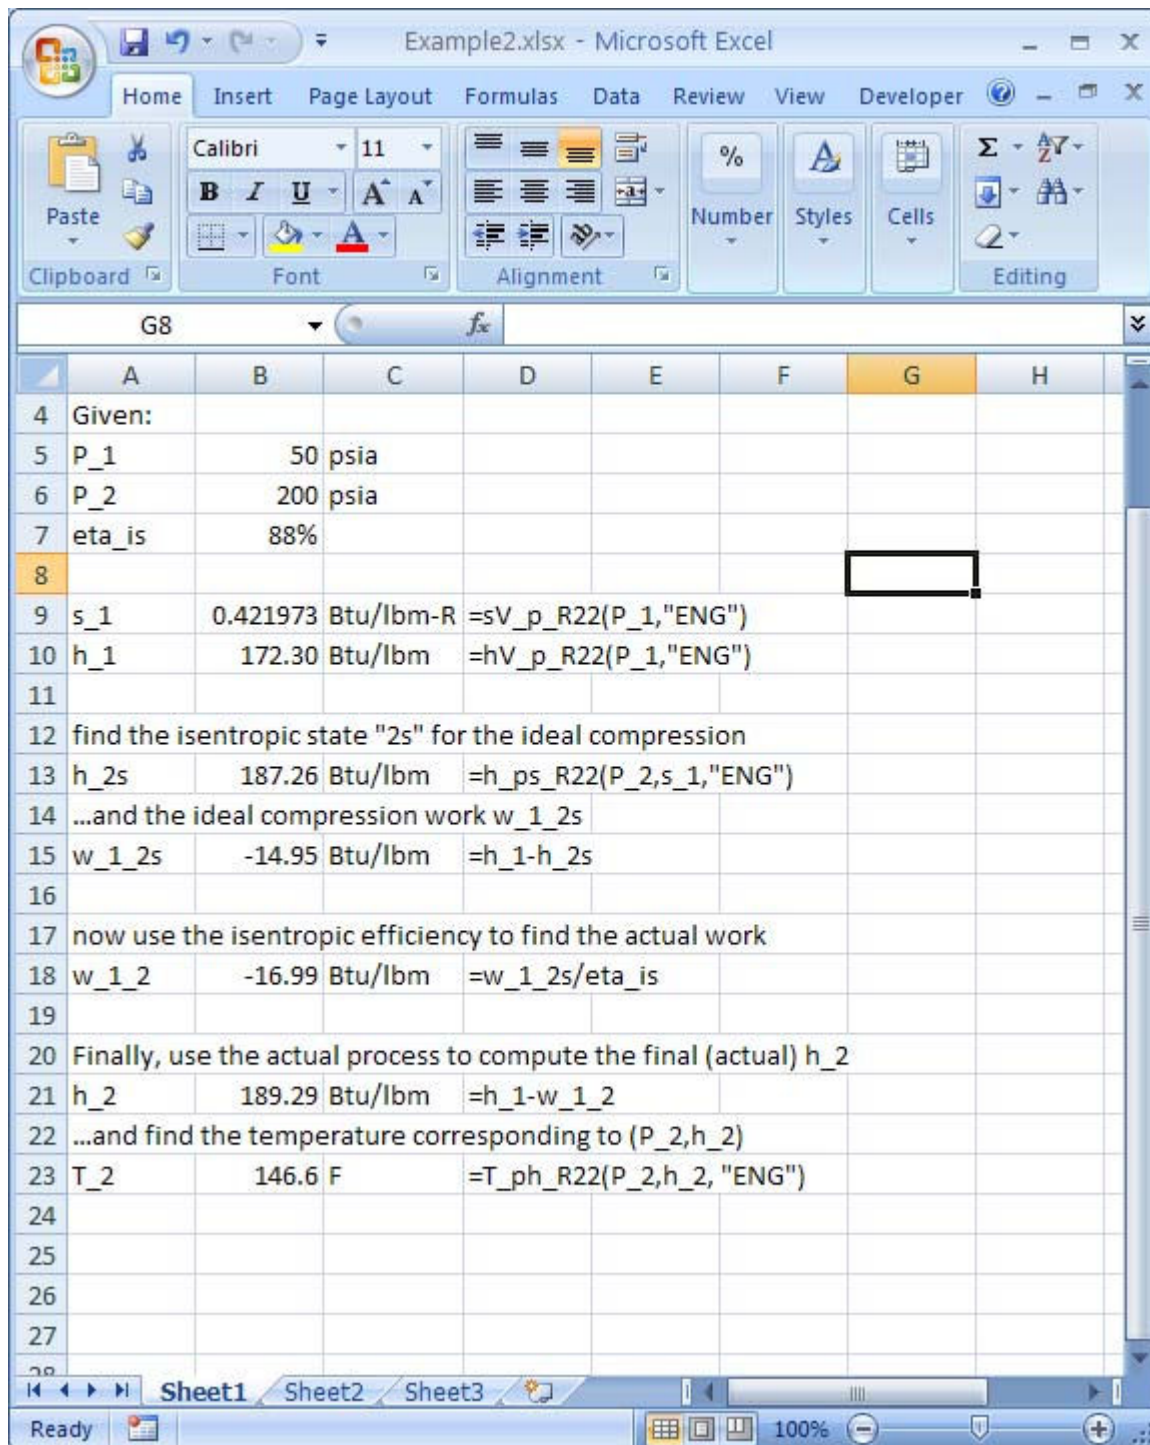 Example2.xlsx - Microsoft Excel
Home Insert Page Layout Formulas Data Review View Developer
Calibri 11
Paste B I U A A % Number A Styles Cells Σ A Z
Clipboard Font Alignment Editing
G8 fx
A B C D E F G H
4 Given:
5 P_1 50 psia
6 P_2 200 psia
7 eta_is 88%
8
9 s_1 0.421973 Btu/lbm-R =sV_p_R22(P_1,"ENG")
10 h_1 172.30 Btu/lbm =hV_p_R22(P_1,"ENG")
11
12 find the isentropic state "2s" for the ideal compression
13 h_2s 187.26 Btu/lbm =h_ps_R22(P_2,s_1,"ENG")
14 ...and the ideal compression work w_1_2s
15 w_1_2s -14.95 Btu/lbm =h_1-h_2s
16
17 now use the isentropic efficiency to find the actual work
18 w_1_2 -16.99 Btu/lbm =w_1_2s/eta_is
19
20 Finally, use the actual process to compute the final (actual) h_2
21 h_2 189.29 Btu/lbm =h_1-w_1_2
22 ...and find the temperature corresponding to (P_2,h_2)
23 T_2 146.6 F =T_ph_R22(P_2,h_2, "ENG")
24
25
26
27
28
Sheet1 Sheet2 Sheet3
Ready 100%